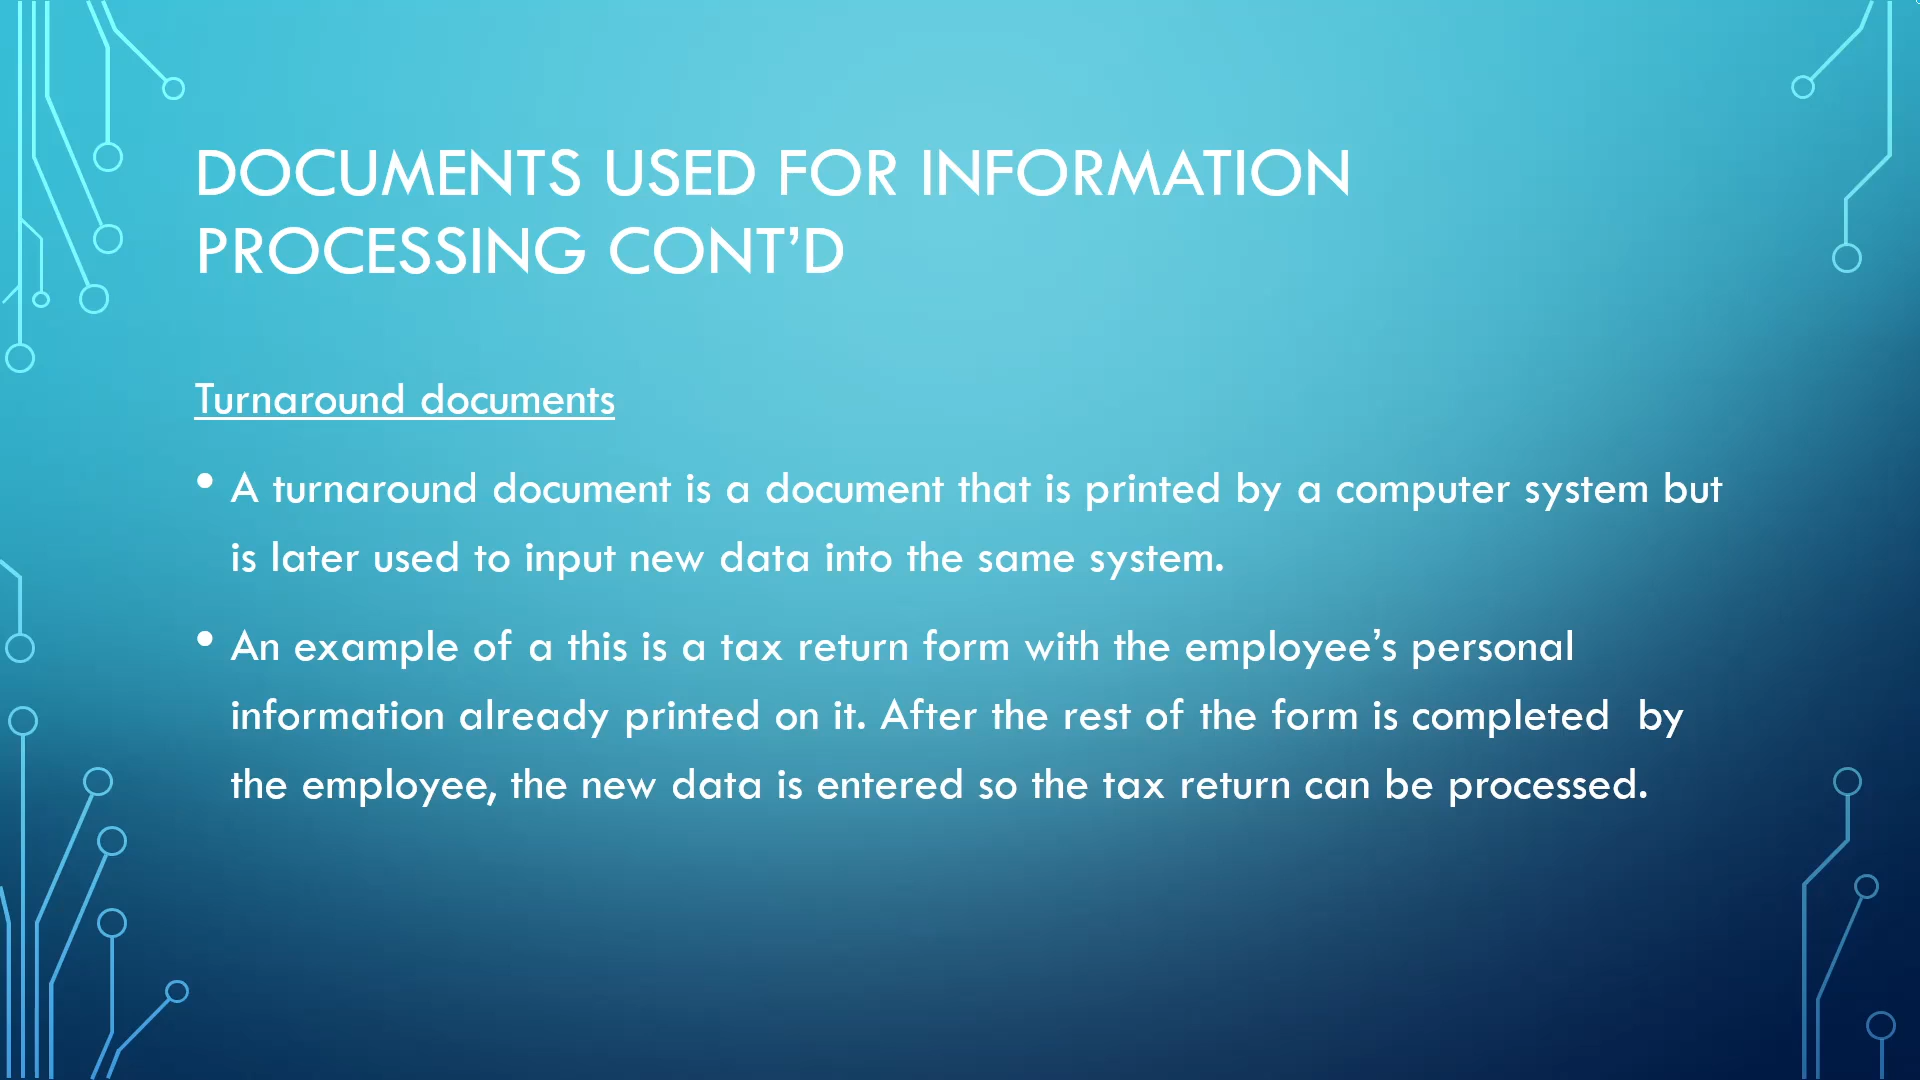 DOCUMENTS USED FOR INFORMATION
PROCESSING CONT’D
Turnaround documents
• A turnaround document is a document that is printed by a computer system but
is later used to input new data into the same system.
• An example of a this is a tax return form with the employee’s personal
information already printed on it. After the rest of the form is completed  by
the employee, the new data is entered so the tax return can be processed.